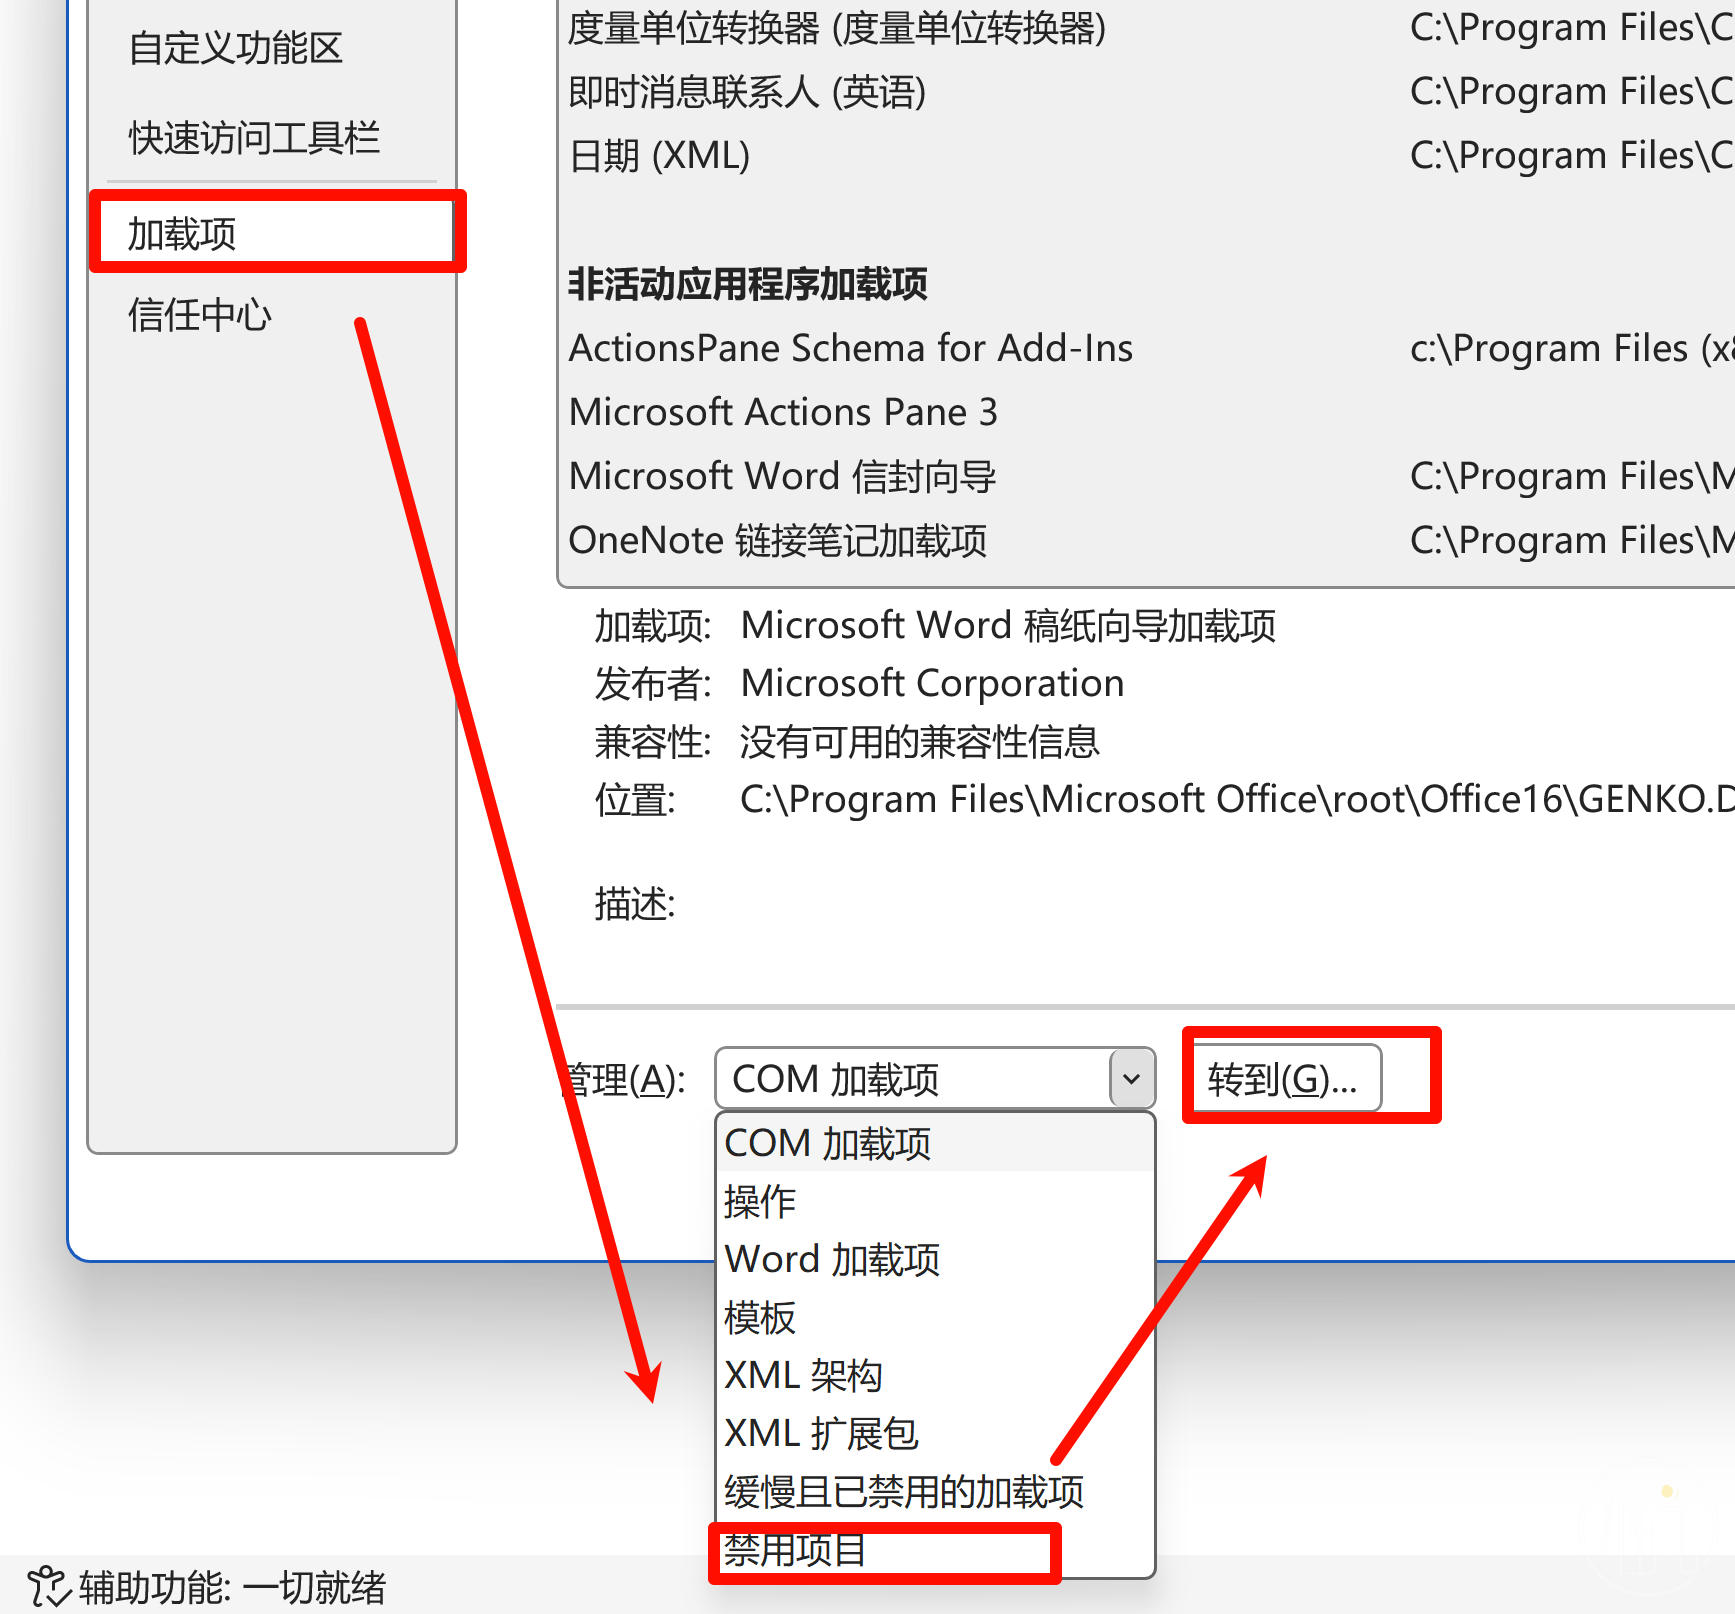 自定义功能区
快速访问工具栏
加载项
信任中心
度量单位转换器 (度量单位转换器) C:\Program Files\C
即时消息联系人 (英语) C:\Program Files\C
日期 (XML) C:\Program Files\C
非活动应用程序加载项
ActionsPane Schema for Add-Ins c:\Program Files (x8
Microsoft Actions Pane 3
Microsoft Word 信封向导 C:\Program Files\M
OneNote 链接笔记加载项 C:\Program Files\M
加载项: Microsoft Word 稿纸向导加载项
发布者: Microsoft Corporation
兼容性: 没有可用的兼容性信息
位置: C:\Program Files\Microsoft Office\root\Office16\GENKO.D
描述:
管理(A): COM 加载项 转到(G)...
COM 加载项
操作
Word 加载项
模板
XML 架构
XML 扩展包
缓慢且已禁用的加载项
禁用项目
辅助功能: 一切就绪